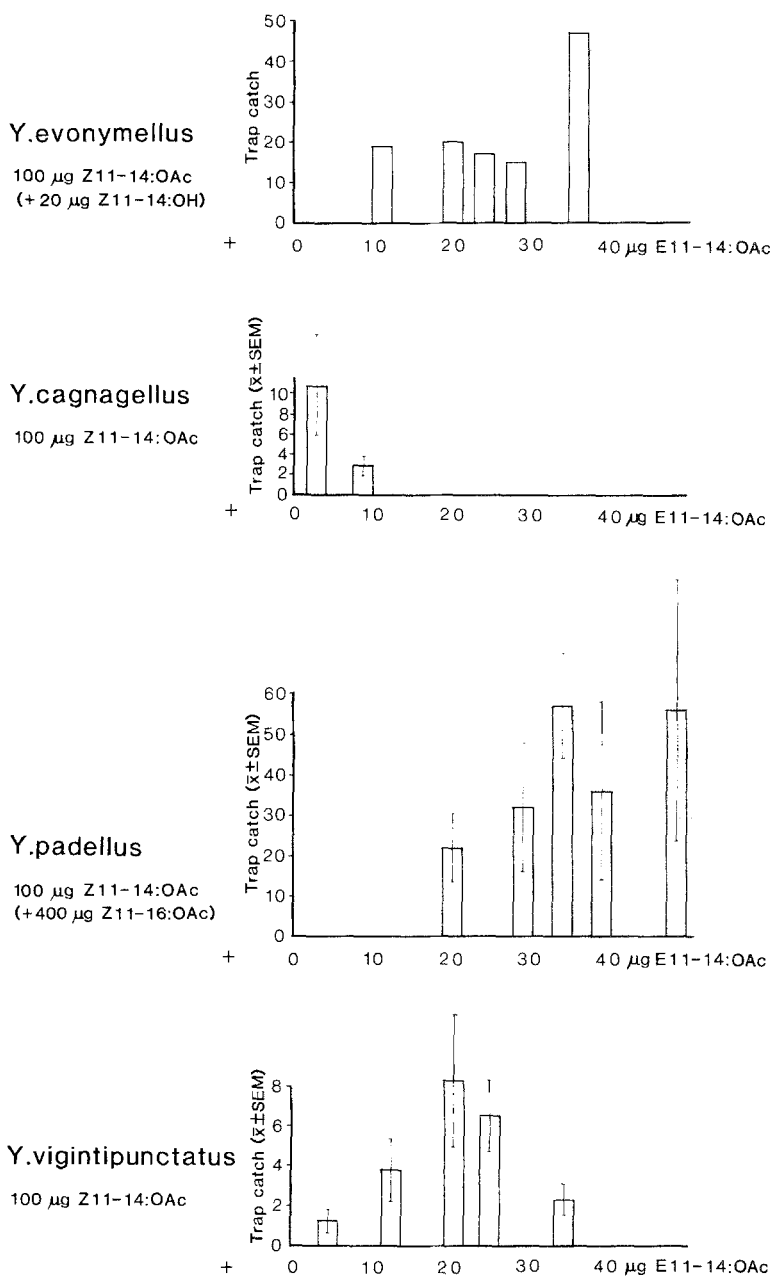 50
40
30
20
10
0
Trap catch
Y.evonymellus
100 µg Z11-14:OAc
(+20 µg Z11-14:OH)
+ 0 10 20 30 40 µg E11-14:OAc
10
8
6
4
2
0
Trap catch (x̄±SEM)
Y.cagnagellus
100 µg Z11-14:OAc
+ 0 10 20 30 40 µg E11-14:OAc
60
50
40
30
20
10
0
Trap catch (x̄±SEM)
Y.padellus
100 µg Z11-14:OAc
(+400 µg Z11-16:OAc)
+ 0 10 20 30 40 µg E11-14:OAc
8
6
4
2
0
Trap catch (x̄±SEM)
Y.vigintipunctatus
100 µg Z11-14:OAc
+ 0 10 20 30 40 µg E11-14:OAc